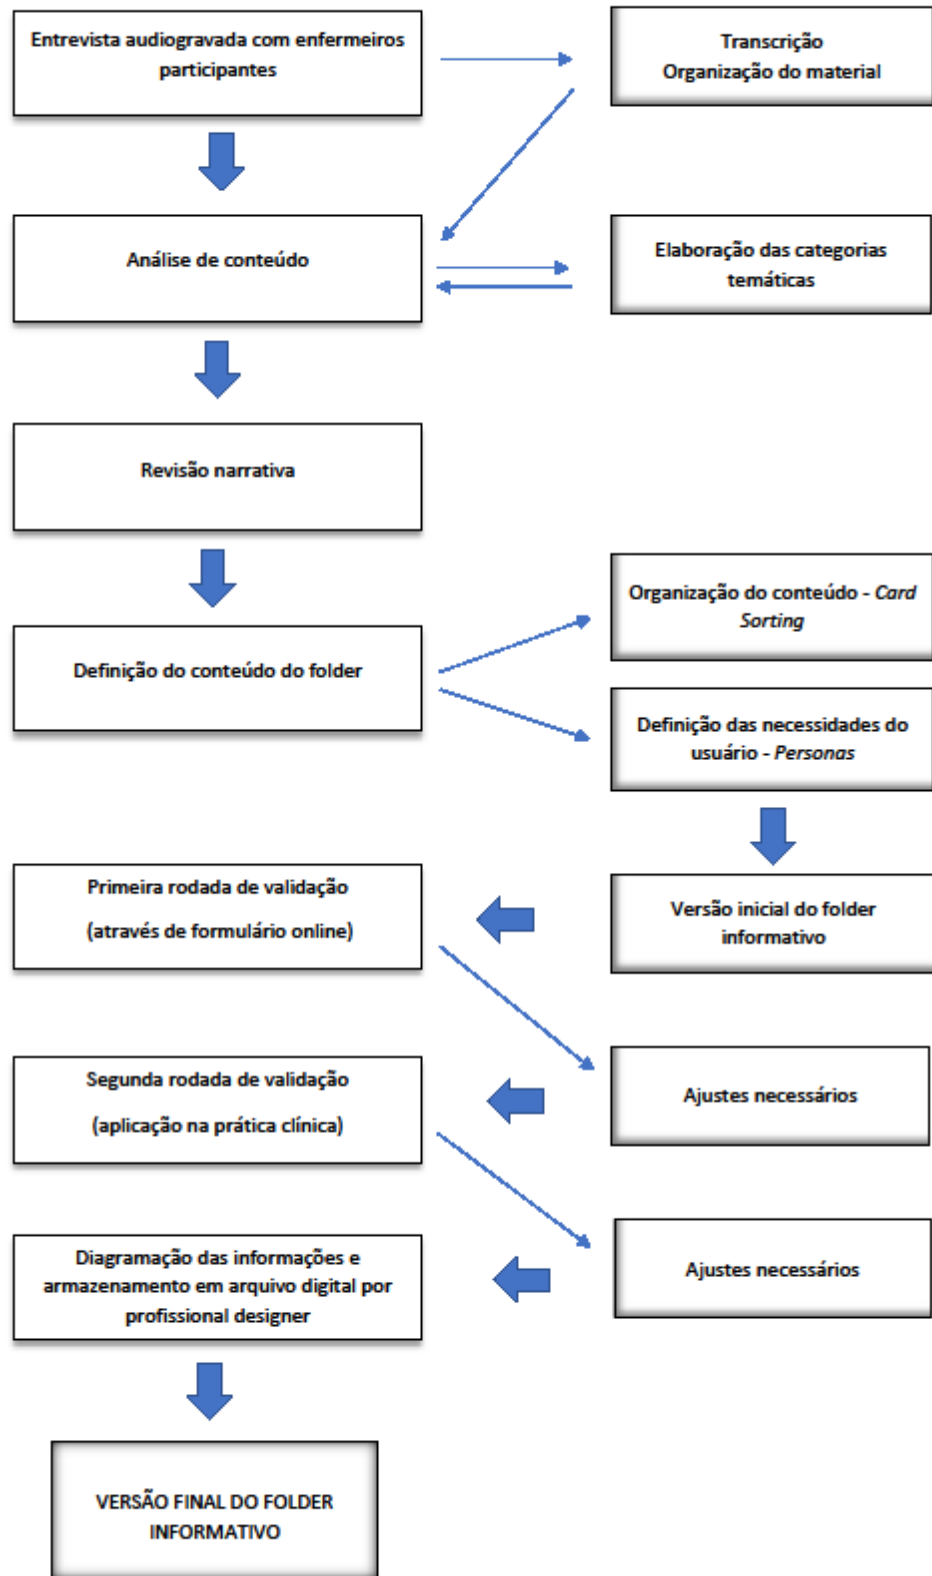 Entrevista audiogravada com enfermeiros
participantes
Transcrição
Organização do material
Análise de conteúdo
Elaboração das categorias
temáticas
Revisão narrativa
Definição do conteúdo do folder
Organização do conteúdo - Card
Sorting
Definição das necessidades do
usuário - Personas
Primeira rodada de validação
(através de formulário online)
Versão inicial do folder
informativo
Segunda rodada de validação
(aplicação na prática clínica)
Ajustes necessários
Diagramação das informações e
armazenamento em arquivo digital por
profissional designer
Ajustes necessários
VERSÃO FINAL DO FOLDER
INFORMATIVO